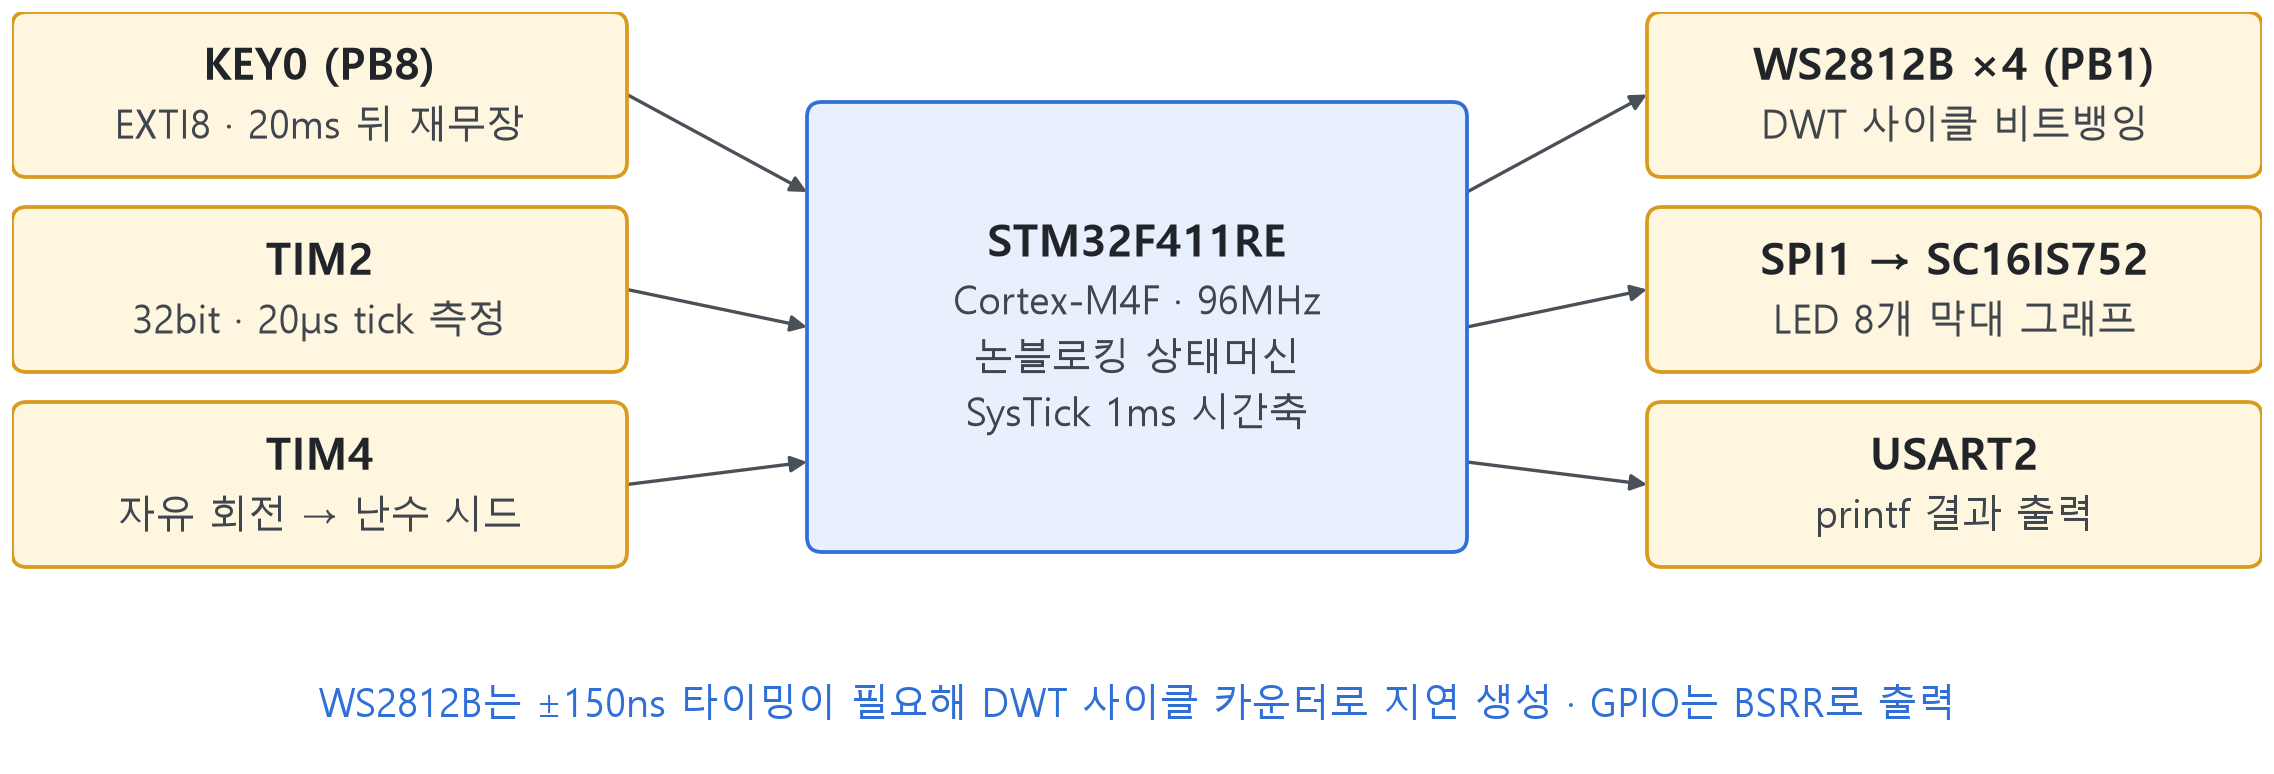 KEY0 (PB8)
EXTI8 · 20ms 뒤 재무장
TIM2
32bit · 20μs tick 측정
TIM4
자유 회전 → 난수 시드
STM32F411RE
Cortex-M4F · 96MHz
논블로킹 상태머신
SysTick 1ms 시간축
WS2812B ×4 (PB1)
DWT 사이클 비트뱅잉
SPI1 → SC16IS752
LED 8개 막대 그래프
USART2
printf 결과 출력
WS2812B는 ±150ns 타이밍이 필요해 DWT 사이클 카운터로 지연 생성 · GPIO는 BSRR로 출력